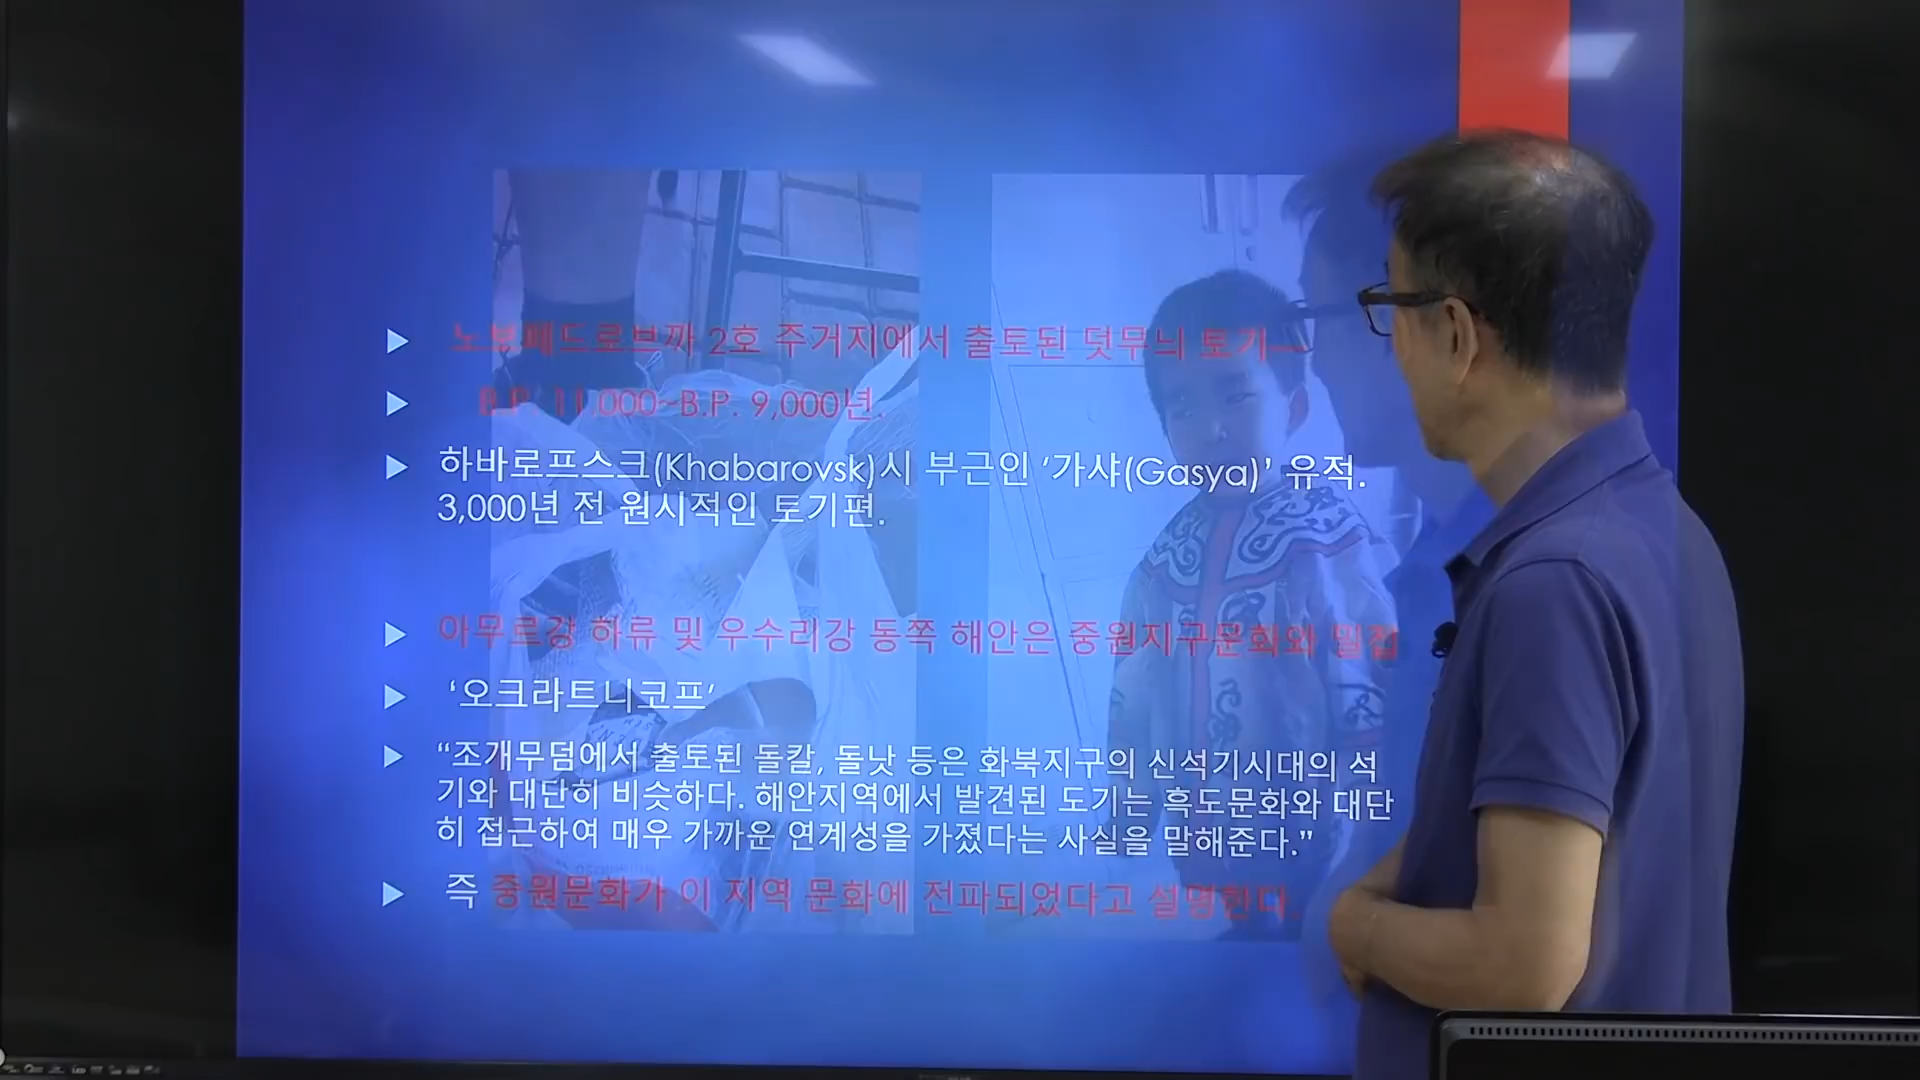 노보페드로브까 2호 주거지에서 출토된 덧무늬 토기—
B.P. 11,000~B.P. 9,000년.
하바로프스크(Khabarovsk)시 부근인 ‘가샤(Gasya)’ 유적.
3,000년 전 원시적인 토기편.
아무르강 하류 및 우수리강 동쪽 해안은 중원지구문화와 밀접
‘오크라트니코프’
“조개무덤에서 출토된 돌칼, 돌낫 등은 화북지구의 신석기시대의 석
기와 대단히 비슷하다. 해안지역에서 발견된 도기는 흑도문화와 대단
히 접근하여 매우 가까운 연계성을 가졌다는 사실을 말해준다.”
즉 중원문화가 이 지역 문화에 전파되었다고 설명한다.